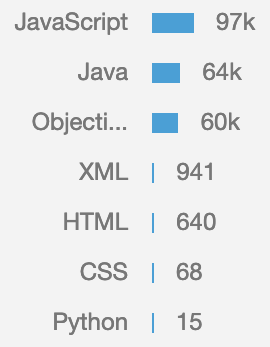 JavaScript 97k
Java 64k
Objecti... 60k
XML 941
HTML 640
CSS 68
Python 15